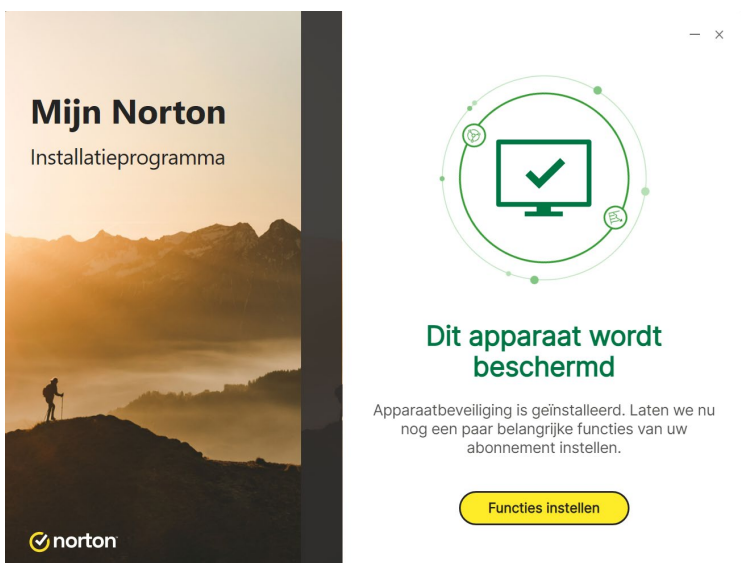 Mijn Norton
Installatieprogramma
norton
Dit apparaat wordt
beschermd
Apparaatbeveiliging is geïnstalleerd. Laten we nu
nog een paar belangrijke functies van uw
abonnement instellen.
Functies instellen